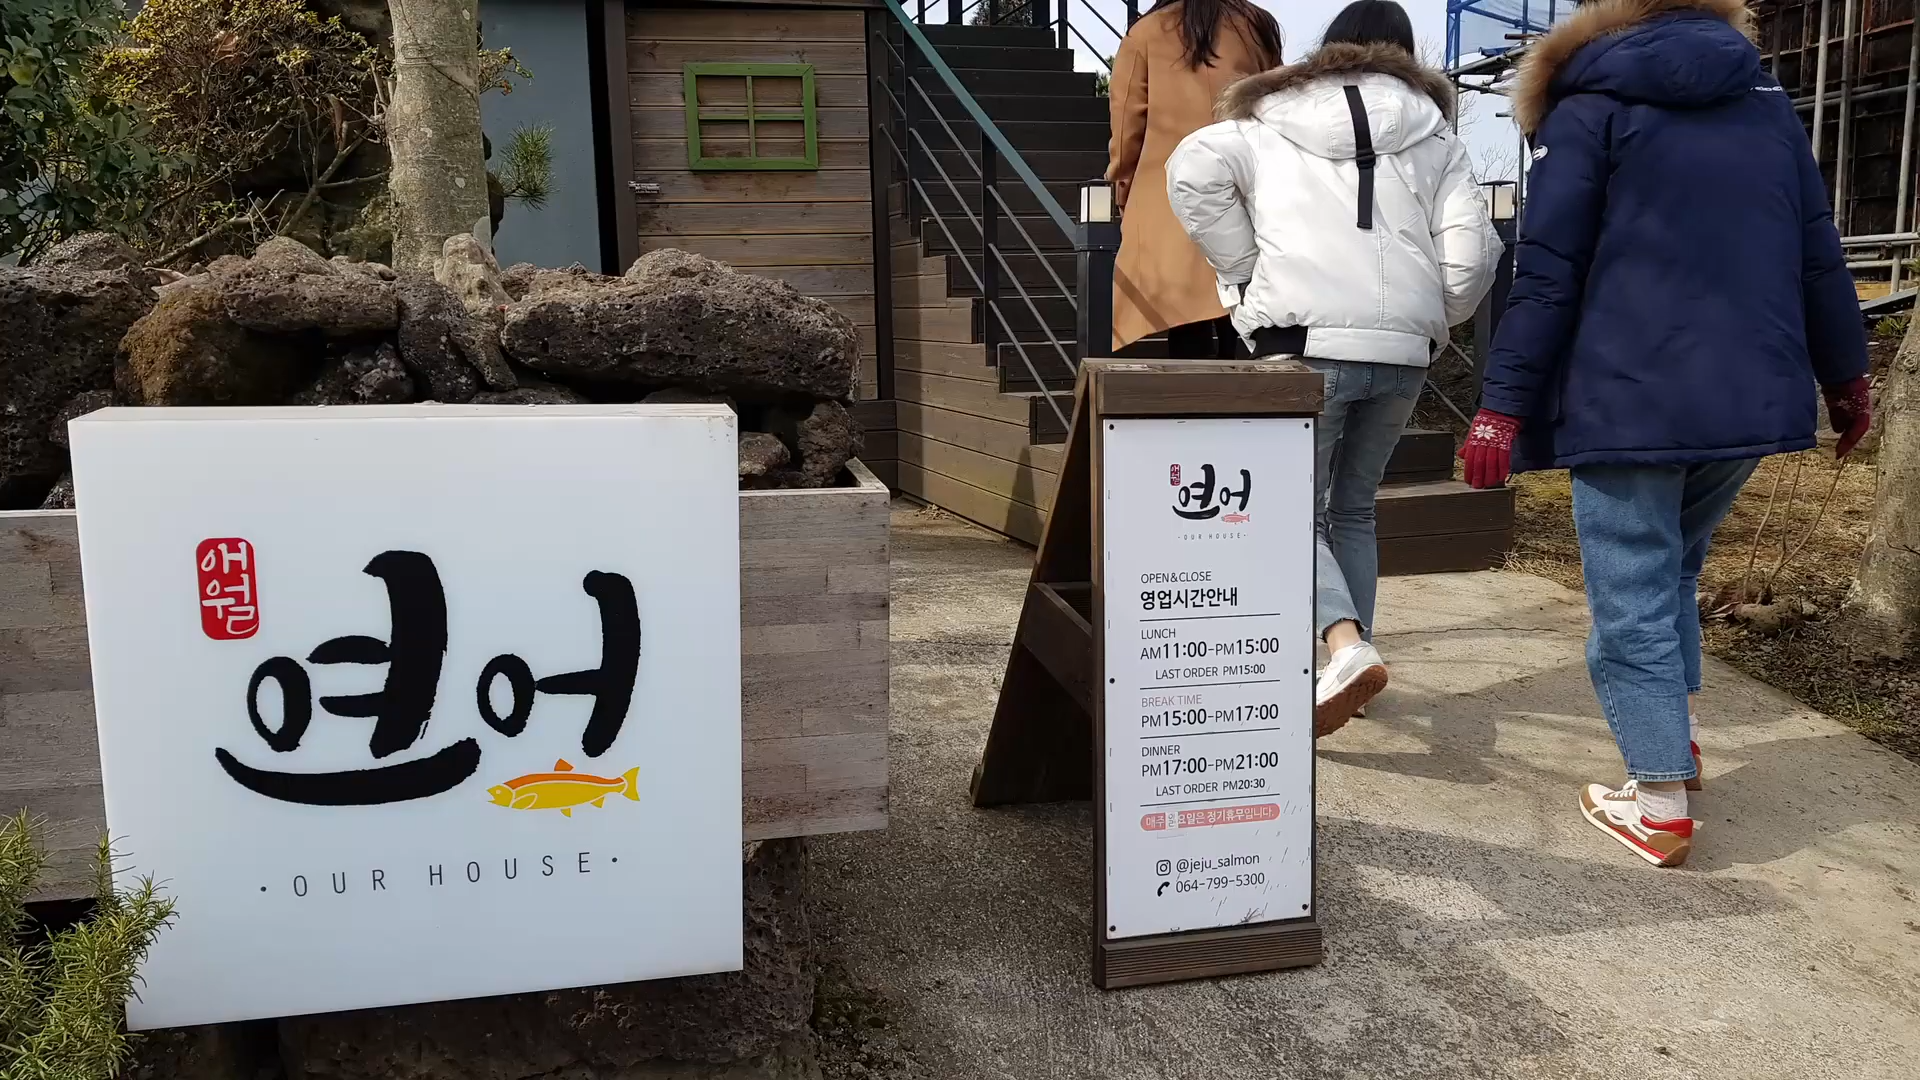 애월
연어
·OUR HOUSE·
애월
연어
·OUR HOUSE·
OPEN&CLOSE
영업시간안내
LUNCH
AM11:00-PM15:00
LAST ORDER PM15:00
BREAK TIME
PM15:00-PM17:00
DINNER
PM17:00-PM21:00
LAST ORDER PM20:30
매주 월요일은 정기휴무입니다.
@jeju_salmon
064-799-5300